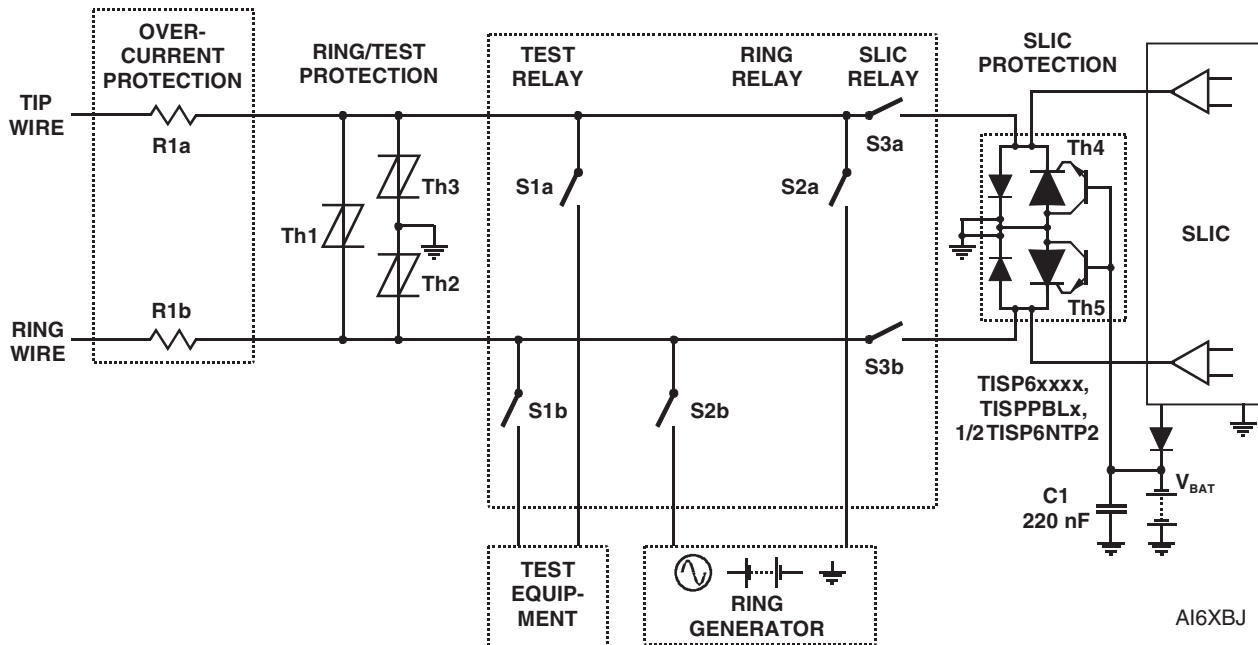 OVER-
CURRENT
PROTECTION
RING/TEST
PROTECTION
TEST
RELAY
RING
RELAY
SLIC
RELAY
SLIC
PROTECTION
TIP
WIRE
R1a
S3a
Th4
Th3
S1a
S2a
Th1
SLIC
Th2
Th5
R1b
RING
WIRE
S3b
S1b
S2b
TISP6xxxx,
TISPPBLx,
1/2 TISP6NTP2
C1
220 nF
VBAT
TEST
EQUIP-
MENT
RING
GENERATOR
AI6XBJ